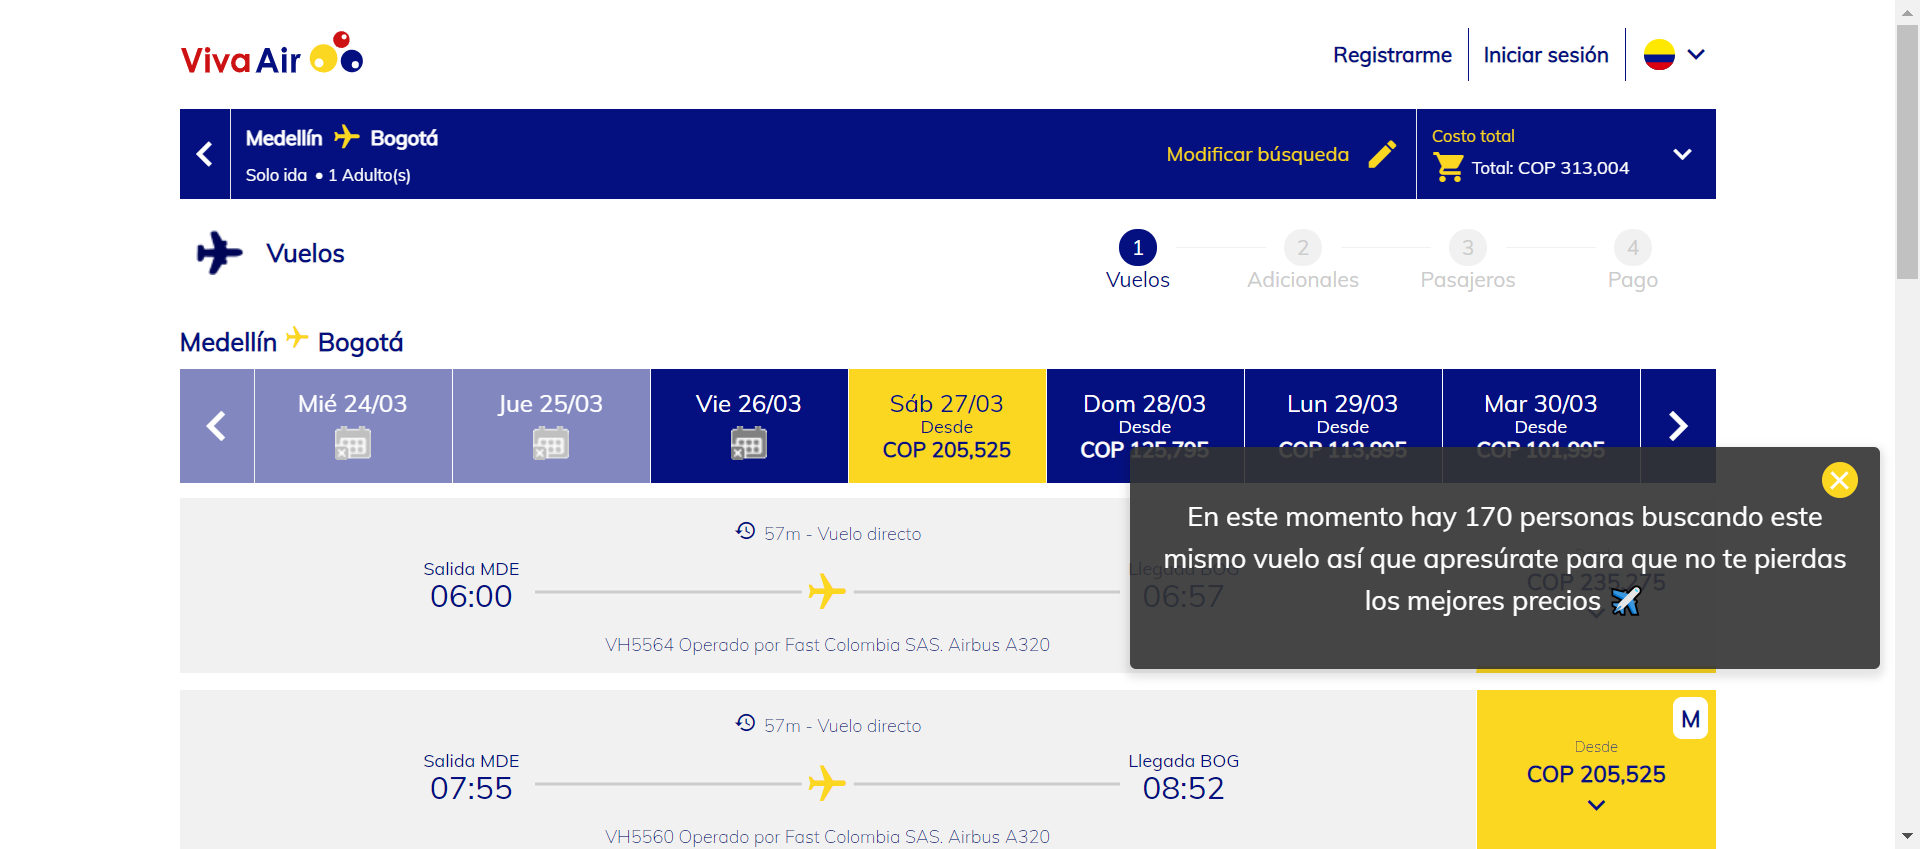 Viva Air
Registrarme
Iniciar sesión
Medellín Bogotá
Solo ida • 1 Adulto(s)
Modificar búsqueda
Costo total
Total: COP 313,004
Vuelos
1
Vuelos
2
Adicionales
3
Pasajeros
4
Pago
Medellín Bogotá
Mié 24/03
Jue 25/03
Vie 26/03
Sáb 27/03
Desde
COP 205,525
Dom 28/03
Desde
COP 125,795
Lun 29/03
Desde
COP 113,895
Mar 30/03
Desde
COP 101,995
En este momento hay 170 personas buscando este
mismo vuelo así que apresúrate para que no te pierdas
los mejores precios ✈️
57m - Vuelo directo
Salida MDE
06:00
Llegada BOG
06:57
COP 235,275
VH5564 Operado por Fast Colombia SAS. Airbus A320
57m - Vuelo directo
Salida MDE
07:55
Llegada BOG
08:52
M
Desde
COP 205,525
VH5560 Operado por Fast Colombia SAS. Airbus A320